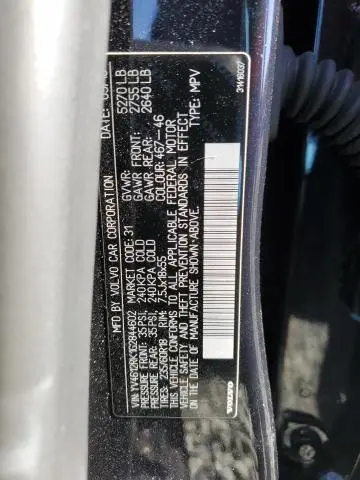 MFD BY VOLVO CAR CORPORATION
VIN: YV4612RK1G2844602
MARKET CODE: 31
PRESSURE FRONT: 35PSI, 240KPA COLD
PRESSURE REAR: 35PSI, 240KPA COLD
TIRES: 235/60R18 RIM: 7.5Jx18x55
GVWR: 5270 LB
GAWR FRONT: 2755 LB
GAWR REAR: 2640 LB
COLOUR: 467-46
THIS VEHICLE CONFORMS TO ALL APPLICABLE FEDERAL MOTOR
VEHICLE SAFETY AND THEFT PREVENTION STANDARDS IN EFFECT
ON THE DATE OF MANUFACTURE SHOWN ABOVE.
TYPE: MPV
31416037
VOLVO